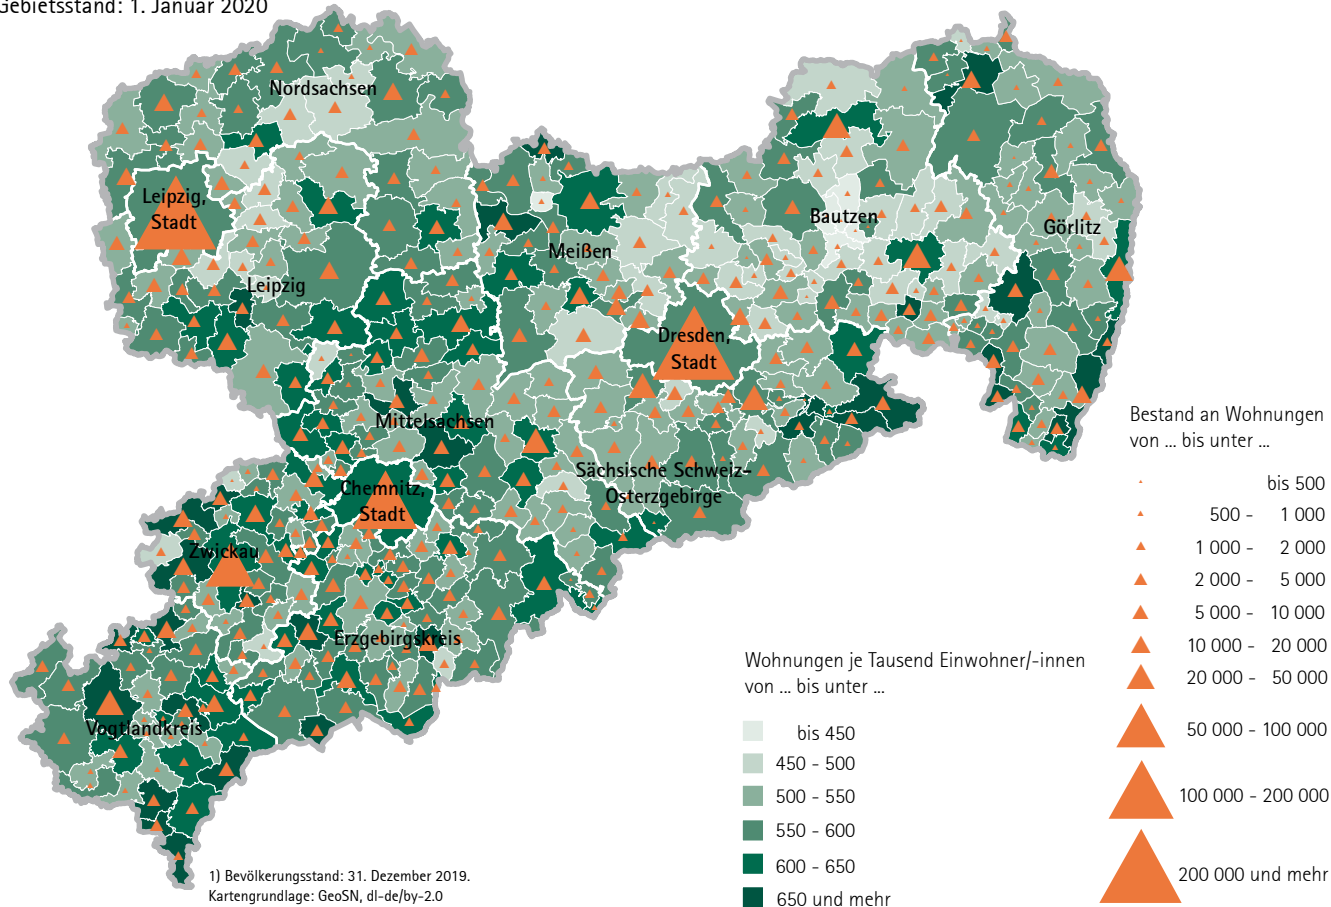 Gebietsstand: 1. Januar 2020
Nordsachsen
Leipzig,
Stadt
Bautzen
Görlitz
Meißen
Leipzig
Dresden,
Stadt
Mittelsachsen
Sächsische Schweiz-
Osterzgebirge
Chemnitz,
Stadt
Zwickau
Erzgebirgskreis
Vogtlandkreis
Bestand an Wohnungen
von ... bis unter ...
bis 500
500 - 1 000
1 000 - 2 000
2 000 - 5 000
5 000 - 10 000
10 000 - 20 000
20 000 - 50 000
50 000 - 100 000
100 000 - 200 000
200 000 und mehr
Wohnungen je Tausend Einwohner/-innen
von ... bis unter ...
bis 450
450 - 500
500 - 550
550 - 600
600 - 650
650 und mehr
1) Bevölkerungsstand: 31. Dezember 2019.
Kartengrundlage: GeoSN, dl-de/by-2.0